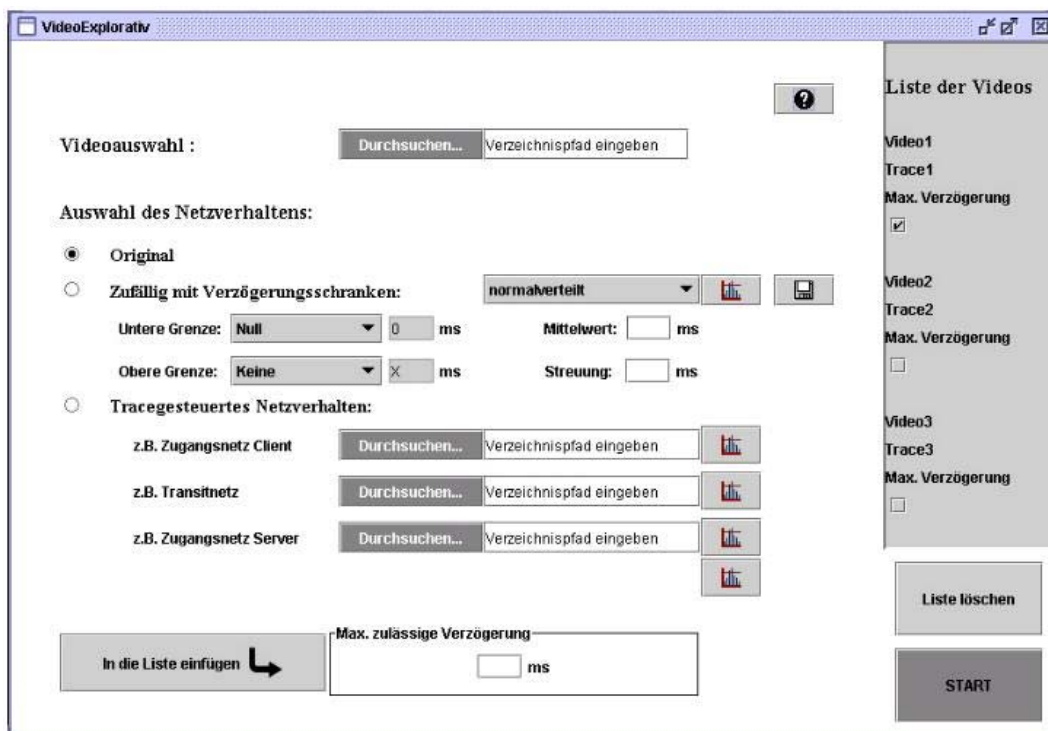 VideoExplorativ
Videoauswahl :
Durchsuchen... Verzeichnispfad eingeben
Auswahl des Netzverhaltens:
Original
Zufällig mit Verzögerungsschranken: normalverteilt
Untere Grenze: Null 0 ms Mittelwert: ms
Obere Grenze: Keine X ms Streuung: ms
Tracegesteuertes Netzverhalten:
z.B. Zugangsnetz Client Durchsuchen... Verzeichnispfad eingeben
z.B. Transitnetz Durchsuchen... Verzeichnispfad eingeben
z.B. Zugangsnetz Server Durchsuchen... Verzeichnispfad eingeben
In die Liste einfügen
Max. zulässige Verzögerung
ms
Liste der Videos
Video1
Trace1
Max. Verzögerung
Video2
Trace2
Max. Verzögerung
Video3
Trace3
Max. Verzögerung
Liste löschen
START